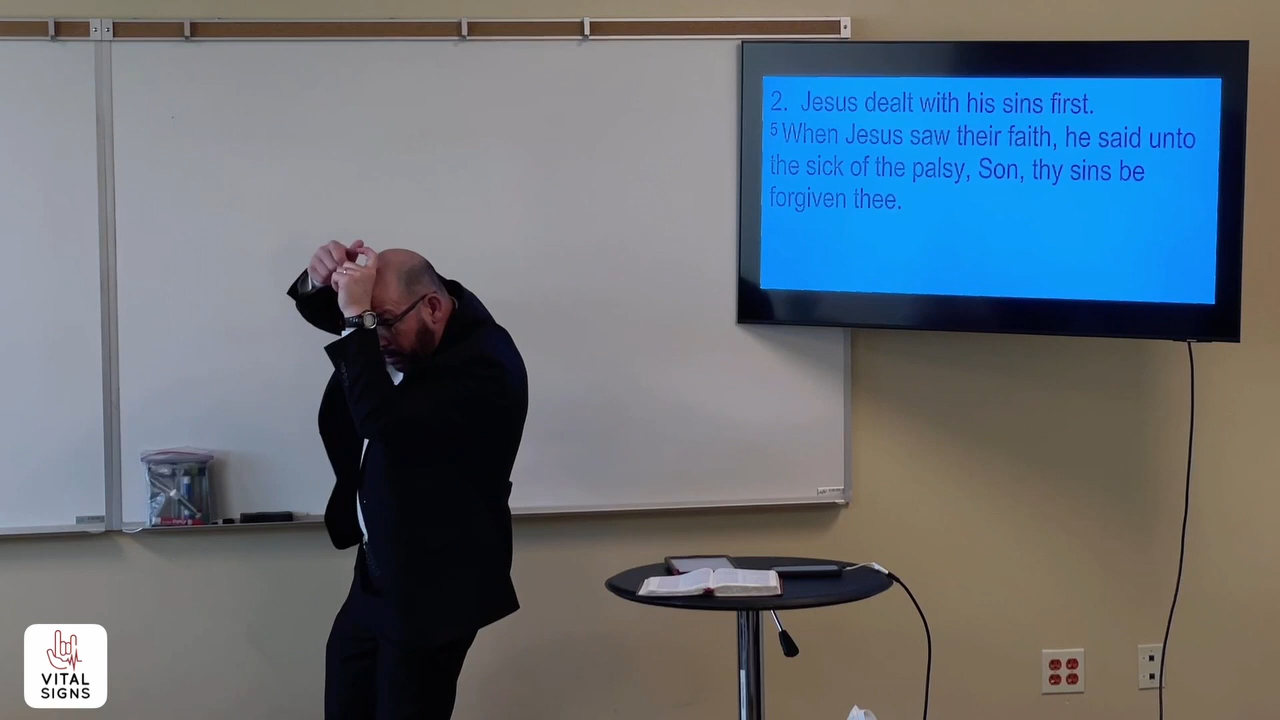 2. Jesus dealt with his sins first.
5 When Jesus saw their faith, he said unto
the sick of the palsy, Son, thy sins be
forgiven thee.
VITAL
SIGNS